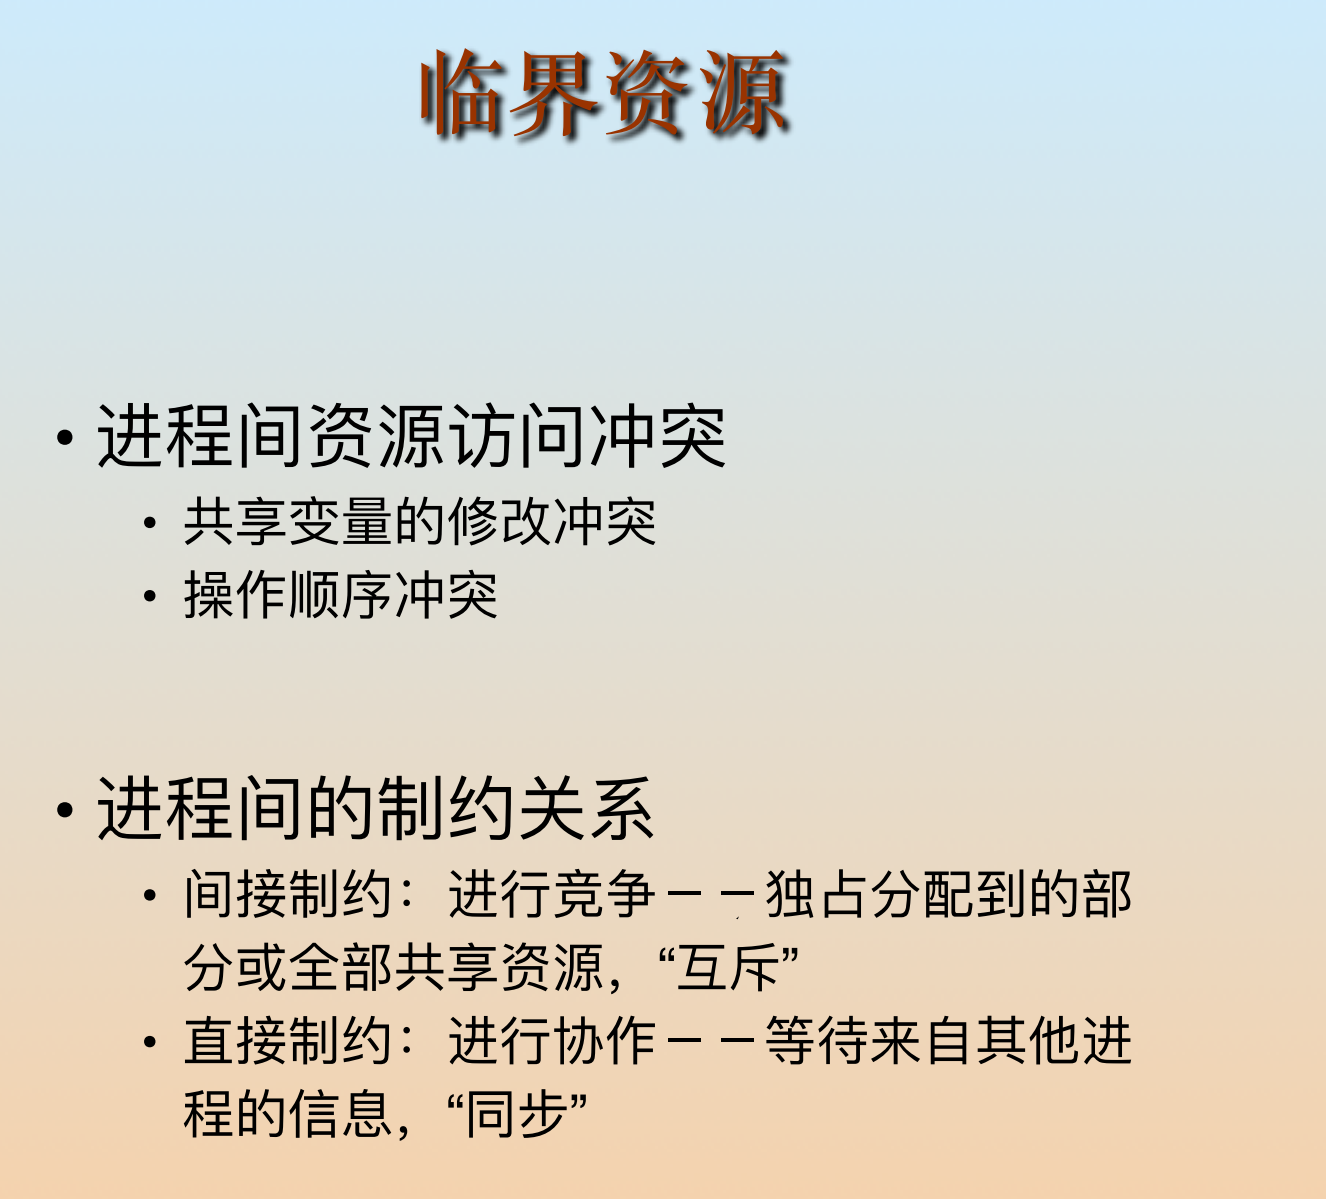 临界资源
• 进程间资源访问冲突
• 共享变量的修改冲突
• 操作顺序冲突
• 进程间的制约关系
• 间接制约：进行竞争－－独占分配到的部
分或全部共享资源，“互斥”
• 直接制约：进行协作－－等待来自其他进
程的信息，“同步”